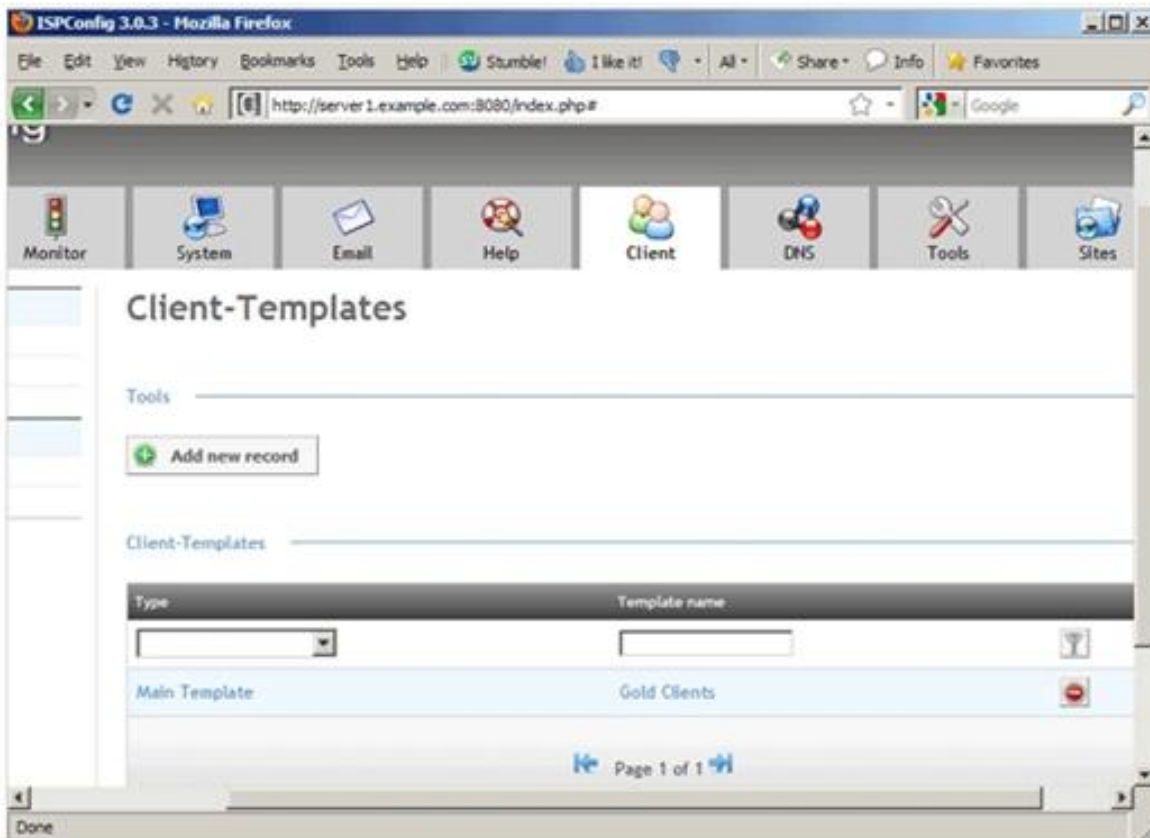 ISPConfig 3.0.3 - Mozilla Firefox
File Edit View History Bookmarks Tools Help Stumble! I like it! All Share Info Favorites
http://server1.example.com:8080/index.php# Google
ng
Monitor System Email Help Client DNS Tools Sites
Client-Templates
Tools
Add new record
Client-Templates
Type Template name
Main Template Gold Clients
Page 1 of 1
Done